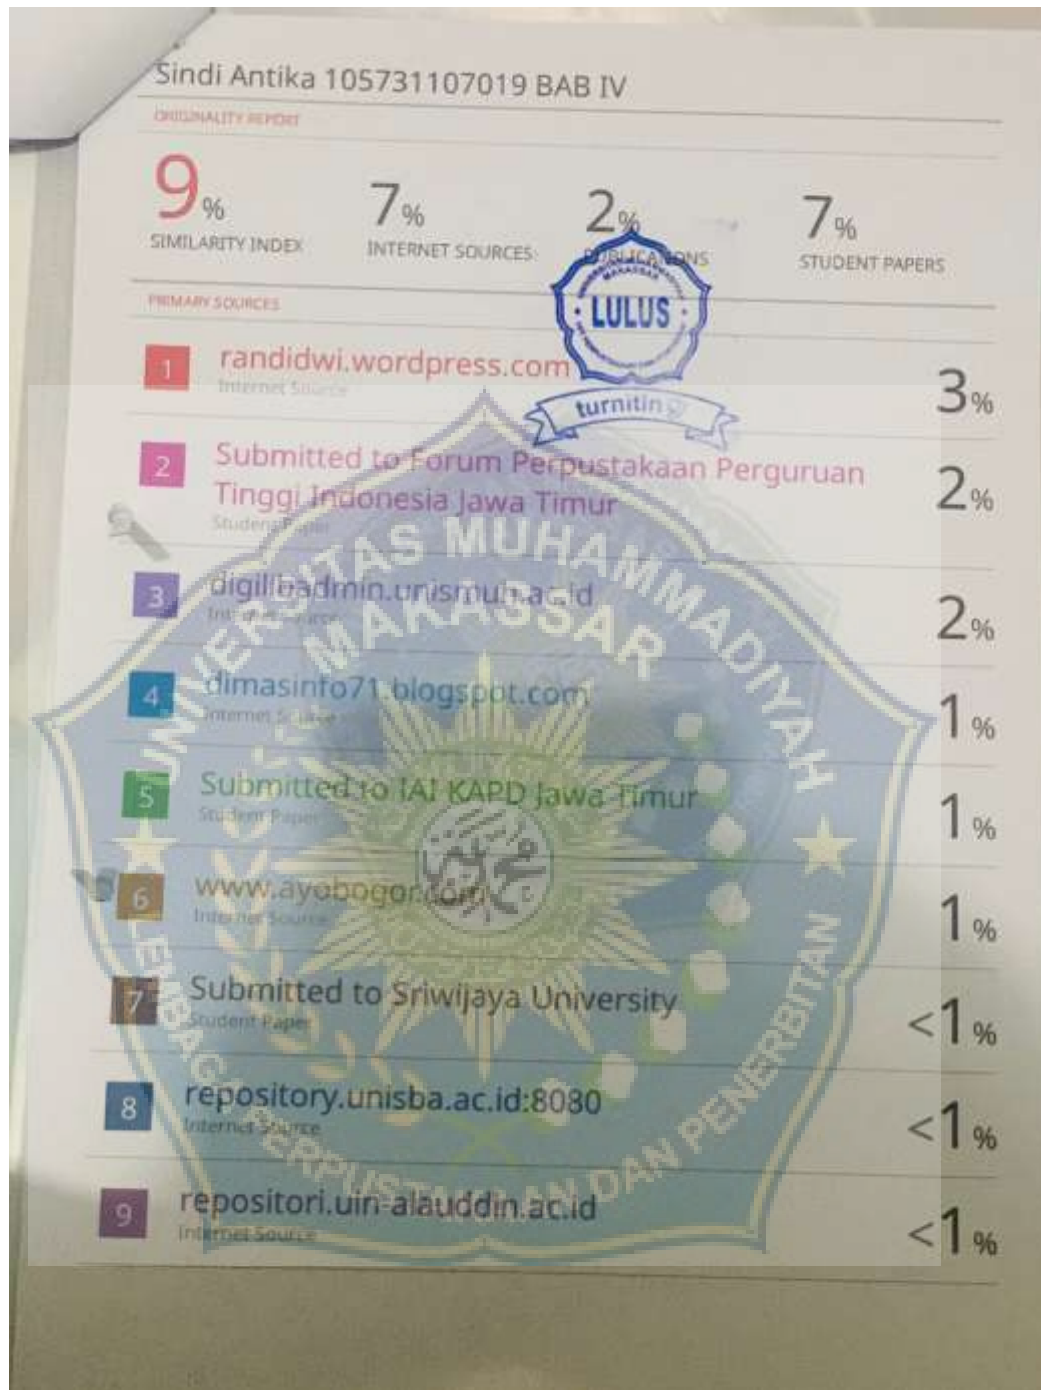 Sindi Antika 105731107019 BAB IV
ORIGINALITY REPORT
9%
SIMILARITY INDEX
7%
INTERNET SOURCES
2%
PUBLICATIONS
7%
STUDENT PAPERS
MAKASSAR
LULUS
turnitin
PRIMARY SOURCES
1 randidwi.wordpress.com 3%
Internet Source
2 Submitted to Forum Perpustakaan Perguruan
Tinggi Indonesia Jawa Timur 2%
Student Paper
3 digilibadmin.unismuh.ac.id 2%
Internet Source
4 dimasinfo71.blogspot.com 1%
Internet Source
5 Submitted to IAI KAPD Jawa Timur 1%
Student Paper
6 www.ayobogor.com 1%
Internet Source
7 Submitted to Sriwijaya University <1%
Student Paper
8 repository.unisba.ac.id:8080 <1%
Internet Source
9 repositori.uin-alauddin.ac.id <1%
Internet Source
UNIVERSITAS MUHAMMADIYAH
MAKASSAR
LEMBAGA PERPUSTAKAAN DAN PENERBITAN